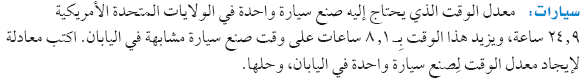 سيارات: معدل الوقت الذي يحتاج إليه صنع سيارة واحدة في الولايات المتحدة الأمريكية
٢٤,٩ ساعة، ويزيد هذا الوقت بـ ٨,١ ساعات على وقت صنع سيارة مشابهة في اليابان. اكتب معادلة
لإيجاد معدل الوقت لِصنع سيارة واحدة في اليابان، وحلها.